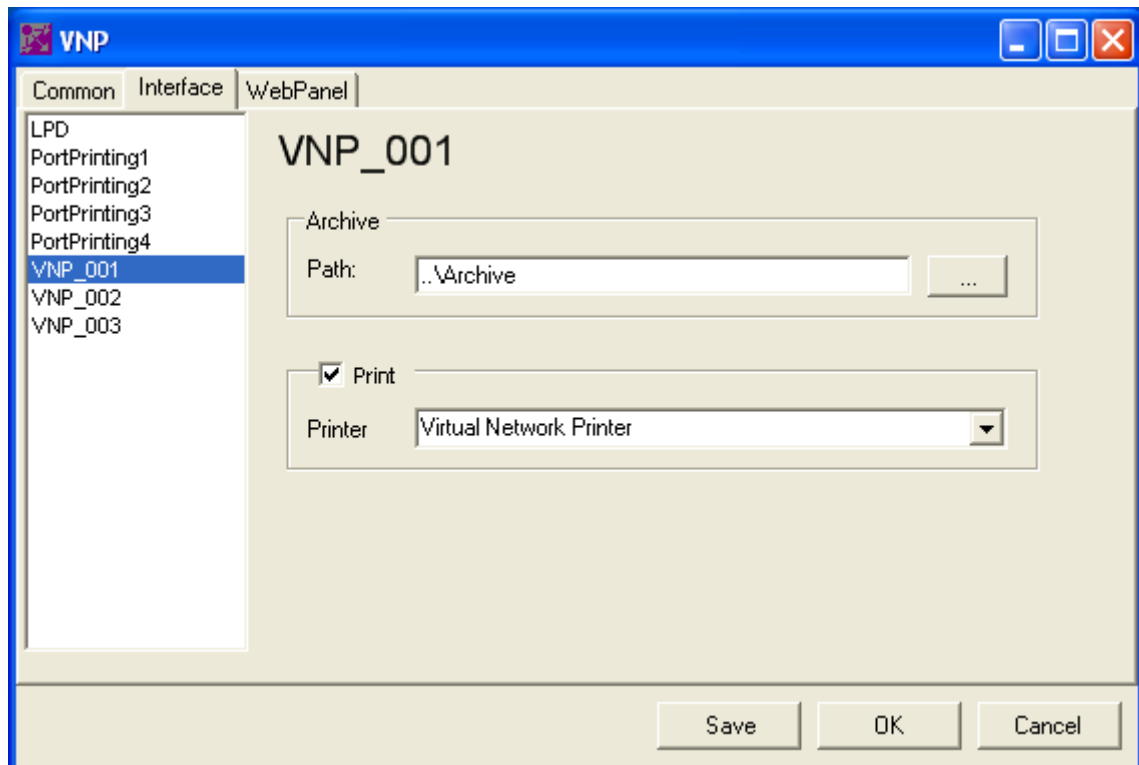 VNP
Common Interface WebPanel
LPD
PortPrinting1
PortPrinting2
PortPrinting3
PortPrinting4
VNP_001
VNP_002
VNP_003
VNP_001
Archive
Path: ..\Archive ...
Print
Printer Virtual Network Printer
Save OK Cancel